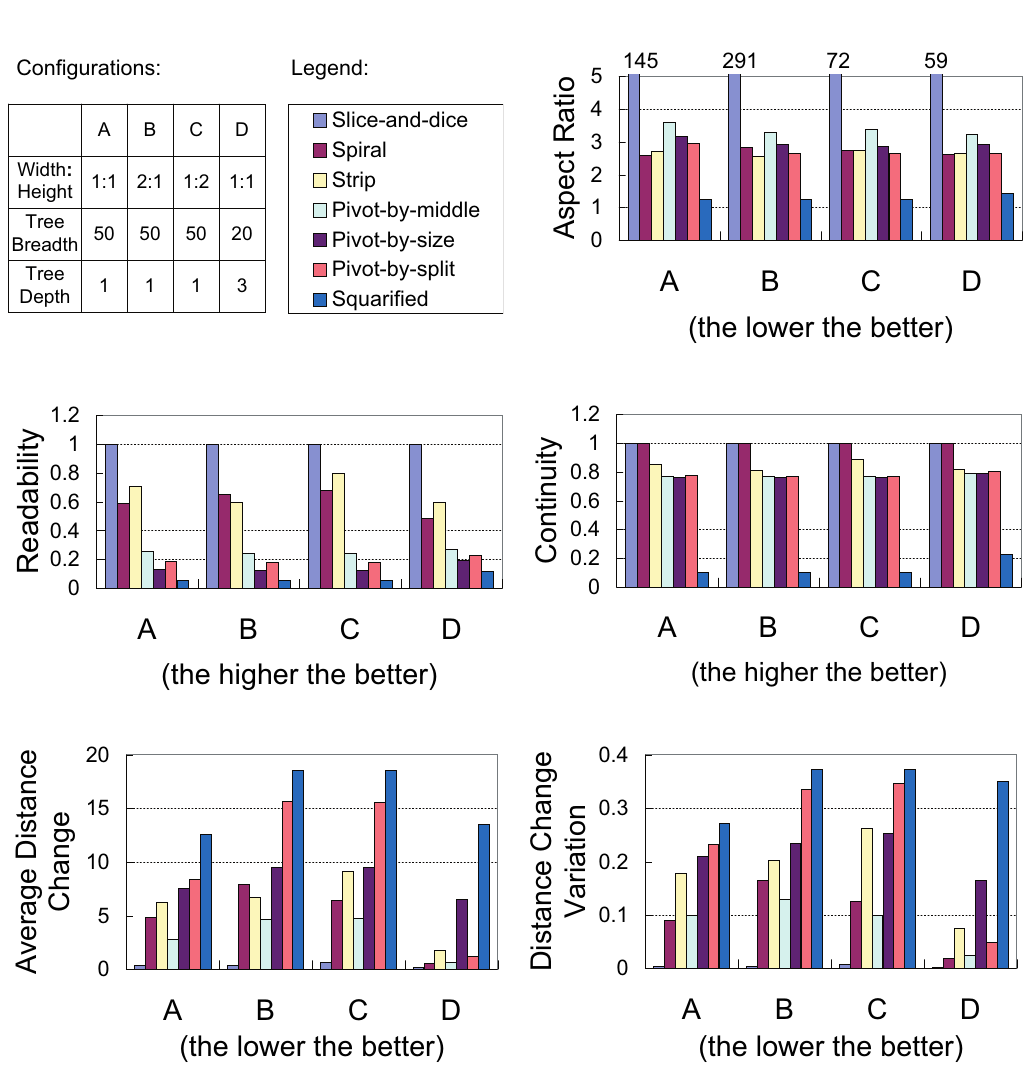 Configurations:
A B C D
Width: Height 1:1 2:1 1:2 1:1
Tree Breadth 50 50 50 20
Tree Depth 1 1 1 3
Legend:
Slice-and-dice
Spiral
Strip
Pivot-by-middle
Pivot-by-size
Pivot-by-split
Squarified
145 291 72 59
Aspect Ratio
5
4
3
2
1
0
A B C D
(the lower the better)
Readability
1.2
1
0.8
0.6
0.4
0.2
0
A B C D
(the higher the better)
Continuity
1.2
1
0.8
0.6
0.4
0.2
0
A B C D
(the higher the better)
Average Distance
Change
20
15
10
5
0
A B C D
(the lower the better)
Distance Change
Variation
0.4
0.3
0.2
0.1
0
A B C D
(the lower the better)